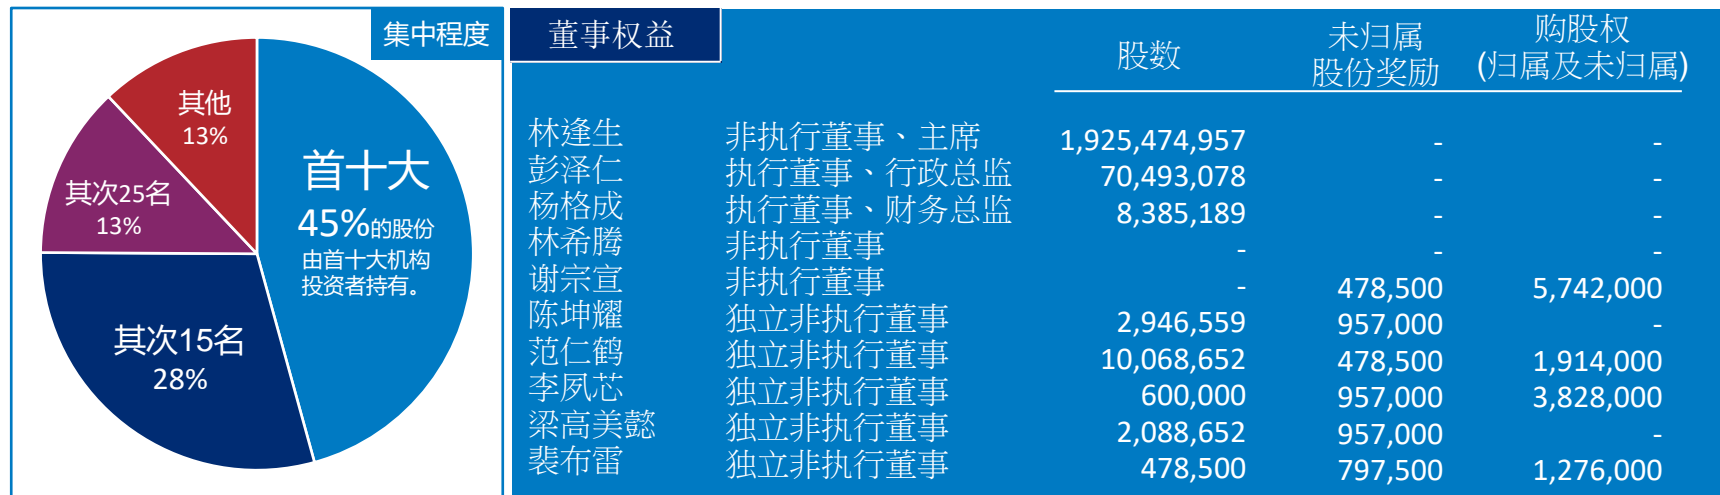 集中程度
首十大
45%的股份
由首十大机构
投资者持有。
其次15名
28%
其次25名
13%
其他
13%
董事权益
股数 未归属股份奖励 购股权(归属及未归属)
林逢生 非执行董事、主席 1,925,474,957 - -
彭泽仁 执行董事、行政总监 70,493,078 - -
杨格成 执行董事、财务总监 8,385,189 - -
林希腾 非执行董事 - - -
谢宗宣 非执行董事 - 478,500 5,742,000
陈坤耀 独立非执行董事 2,946,559 957,000 -
范仁鹤 独立非执行董事 10,068,652 478,500 1,914,000
李夙芯 独立非执行董事 600,000 957,000 3,828,000
梁高美懿 独立非执行董事 2,088,652 957,000 -
裴布雷 独立非执行董事 478,500 797,500 1,276,000